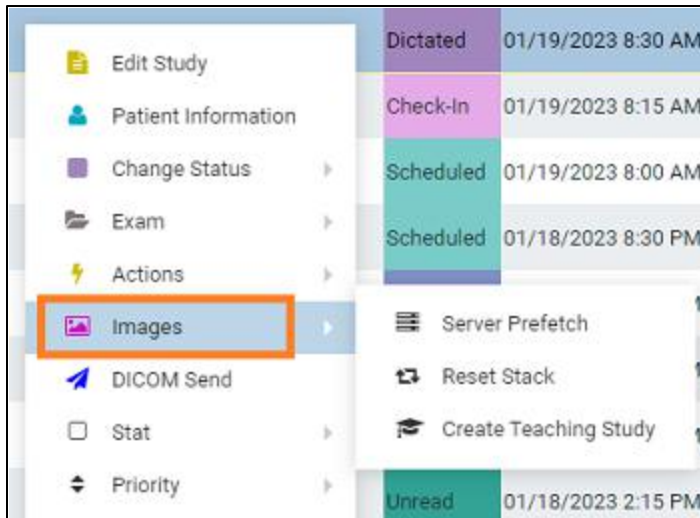 Edit Study
Patient Information
Change Status
Exam
Actions
Images
DICOM Send
Stat
Priority
Server Prefetch
Reset Stack
Create Teaching Study
Dictated 01/19/2023 8:30 AM
Check-In 01/19/2023 8:15 AM
Scheduled 01/19/2023 8:00 AM
Scheduled 01/18/2023 8:30 PM
Unread 01/18/2023 2:15 PM